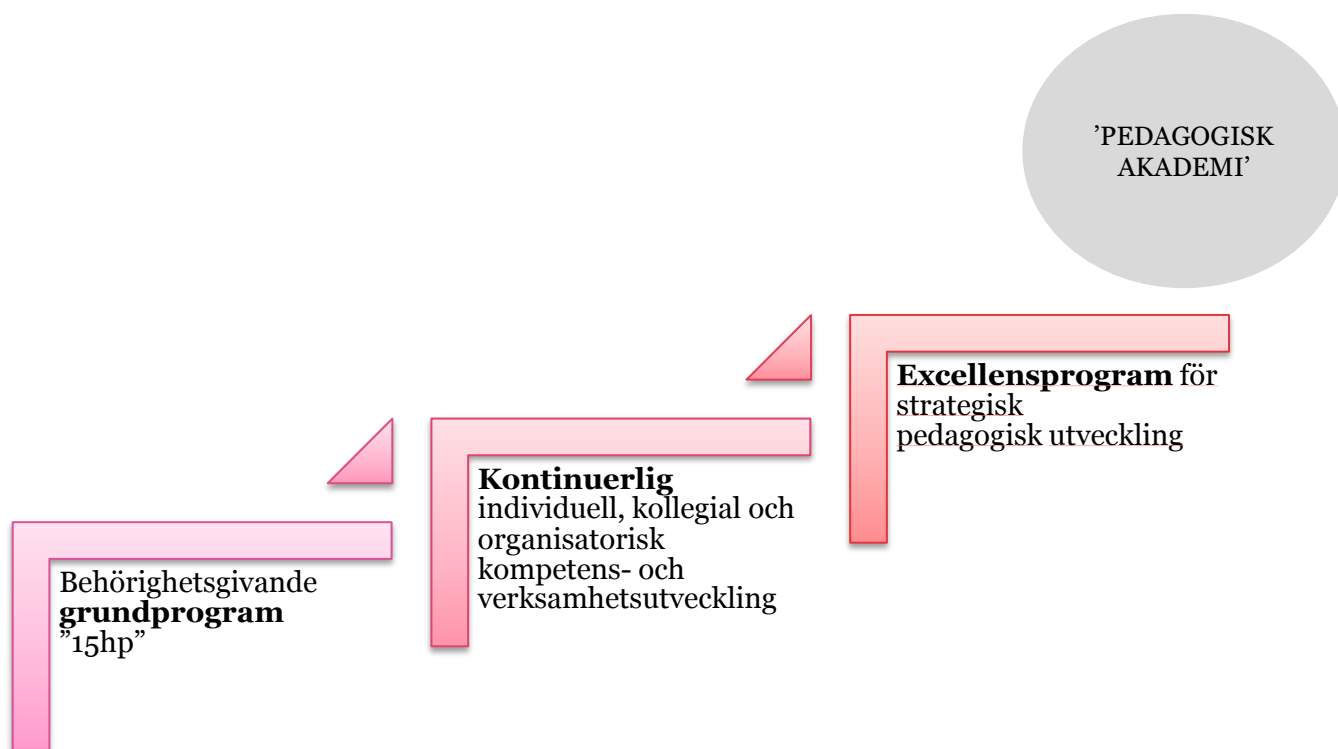 ’PEDAGOGISK
AKADEMI’
Excellensprogram för
strategisk
pedagogisk utveckling
Kontinuerlig
individuell, kollegial och
organisatorisk
kompetens- och
verksamhetsutveckling
Behörighetsgivande
grundprogram
”15hp”